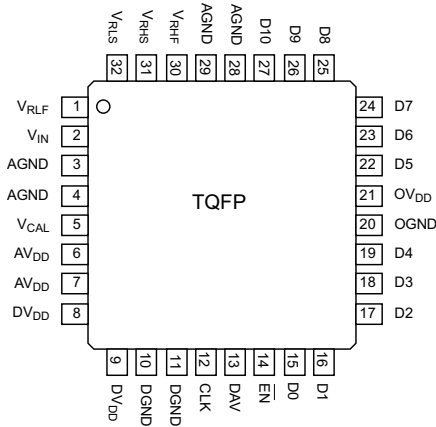 VRLS VRHS VRHF AGND AGND D10 D9 D8
32 31 30 29 28 27 26 25
VRLF 1 24 D7
VIN 2 23 D6
AGND 3 22 D5
AGND 4 21 OVDD
VCAL 5 20 OGND
AVDD 6 19 D4
AVDD 7 18 D3
DVDD 8 17 D2
TQFP
9 10 11 12 13 14 15 16
DVDD DGND DGND CLK DAV EN D0 D1